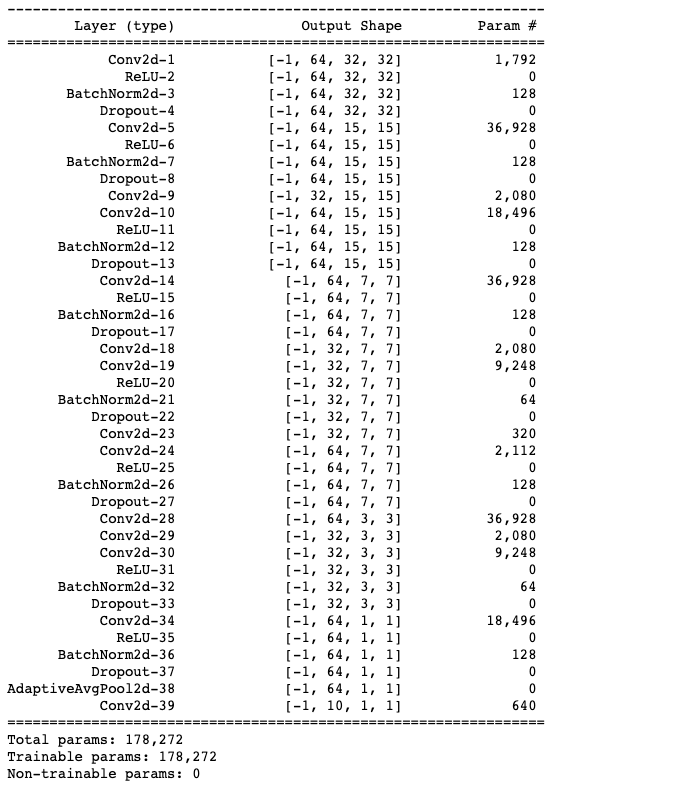 ----------------------------------------------------------------
Layer (type) Output Shape Param #
================================================================
Conv2d-1 [-1, 64, 32, 32] 1,792
ReLU-2 [-1, 64, 32, 32] 0
BatchNorm2d-3 [-1, 64, 32, 32] 128
Dropout-4 [-1, 64, 32, 32] 0
Conv2d-5 [-1, 64, 15, 15] 36,928
ReLU-6 [-1, 64, 15, 15] 0
BatchNorm2d-7 [-1, 64, 15, 15] 128
Dropout-8 [-1, 64, 15, 15] 0
Conv2d-9 [-1, 32, 15, 15] 2,080
Conv2d-10 [-1, 64, 15, 15] 18,496
ReLU-11 [-1, 64, 15, 15] 0
BatchNorm2d-12 [-1, 64, 15, 15] 128
Dropout-13 [-1, 64, 15, 15] 0
Conv2d-14 [-1, 64, 7, 7] 36,928
ReLU-15 [-1, 64, 7, 7] 0
BatchNorm2d-16 [-1, 64, 7, 7] 128
Dropout-17 [-1, 64, 7, 7] 0
Conv2d-18 [-1, 32, 7, 7] 2,080
Conv2d-19 [-1, 32, 7, 7] 9,248
ReLU-20 [-1, 32, 7, 7] 0
BatchNorm2d-21 [-1, 32, 7, 7] 64
Dropout-22 [-1, 32, 7, 7] 0
Conv2d-23 [-1, 32, 7, 7] 320
Conv2d-24 [-1, 64, 7, 7] 2,112
ReLU-25 [-1, 64, 7, 7] 0
BatchNorm2d-26 [-1, 64, 7, 7] 128
Dropout-27 [-1, 64, 7, 7] 0
Conv2d-28 [-1, 64, 3, 3] 36,928
Conv2d-29 [-1, 32, 3, 3] 2,080
Conv2d-30 [-1, 32, 3, 3] 9,248
ReLU-31 [-1, 32, 3, 3] 0
BatchNorm2d-32 [-1, 32, 3, 3] 64
Dropout-33 [-1, 32, 3, 3] 0
Conv2d-34 [-1, 64, 1, 1] 18,496
ReLU-35 [-1, 64, 1, 1] 0
BatchNorm2d-36 [-1, 64, 1, 1] 128
Dropout-37 [-1, 64, 1, 1] 0
AdaptiveAvgPool2d-38 [-1, 64, 1, 1] 0
Conv2d-39 [-1, 10, 1, 1] 640
================================================================
Total params: 178,272
Trainable params: 178,272
Non-trainable params: 0